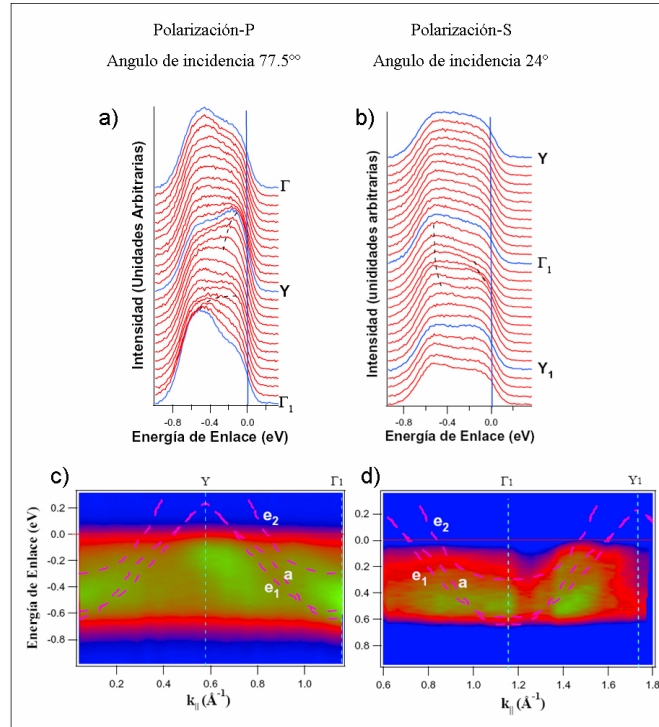 Polarización-P
Polarización-S
Angulo de incidencia 77.5°°
Angulo de incidencia 24°
a)
b)
Intensidad (Unidades Arbitrarias)
Γ
Y
Γ1
-0.8
-0.4
0.0
Energía de Enlace (eV)
Intensidad (unididades arbitrarias)
Y
Γ1
Y1
-0.8
-0.4
0.0
Energía de Enlace (eV)
c)
Y
Γ1
d)
Γ1
Y1
Energía de Enlace (eV)
0.2
0.0
-0.2
-0.4
-0.6
-0.8
e2
a
e1
0.2
0.4
0.6
0.8
1.0
k|| (Å-1)
0.2
0.0
0.2
0.4
0.6
0.8
e2
e1
a
0.6
0.8
1.0
1.2
1.4
1.6
1.8
k|| (Å-1)